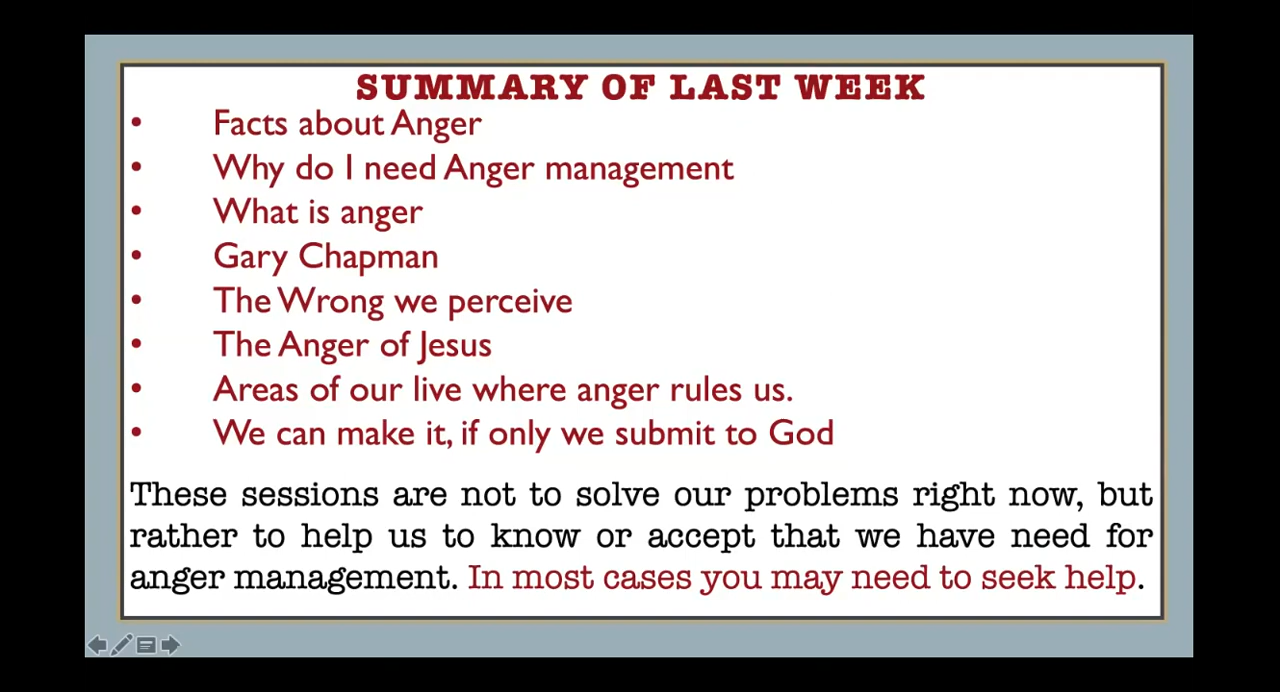 SUMMARY OF LAST WEEK
• Facts about Anger
• Why do I need Anger management
• What is anger
• Gary Chapman
• The Wrong we perceive
• The Anger of Jesus
• Areas of our live where anger rules us.
• We can make it, if only we submit to God
These sessions are not to solve our problems right now, but
rather to help us to know or accept that we have need for
anger management. In most cases you may need to seek help.